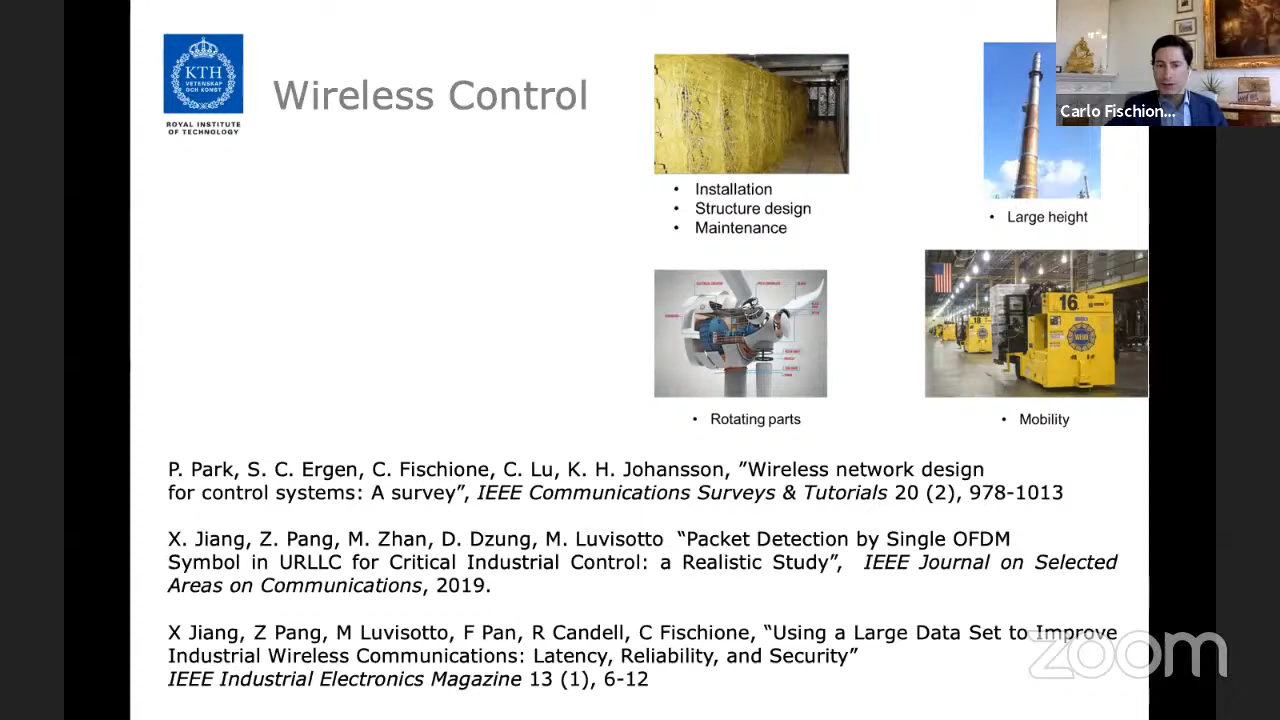 KTH
VETENSKAP
OCH KONST
ROYAL INSTITUTE
OF TECHNOLOGY
Wireless Control
Carlo Fischion...
• Installation
• Structure design
• Maintenance
• Large height
16
18
• Rotating parts
• Mobility
P. Park, S. C. Ergen, C. Fischione, C. Lu, K. H. Johansson, ”Wireless network design
for control systems: A survey”, IEEE Communications Surveys & Tutorials 20 (2), 978-1013
X. Jiang, Z. Pang, M. Zhan, D. Dzung, M. Luvisotto “Packet Detection by Single OFDM
Symbol in URLLC for Critical Industrial Control: a Realistic Study”, IEEE Journal on Selected
Areas on Communications, 2019.
X Jiang, Z Pang, M Luvisotto, F Pan, R Candell, C Fischione, “Using a Large Data Set to Improve
Industrial Wireless Communications: Latency, Reliability, and Security”
IEEE Industrial Electronics Magazine 13 (1), 6-12
zoom